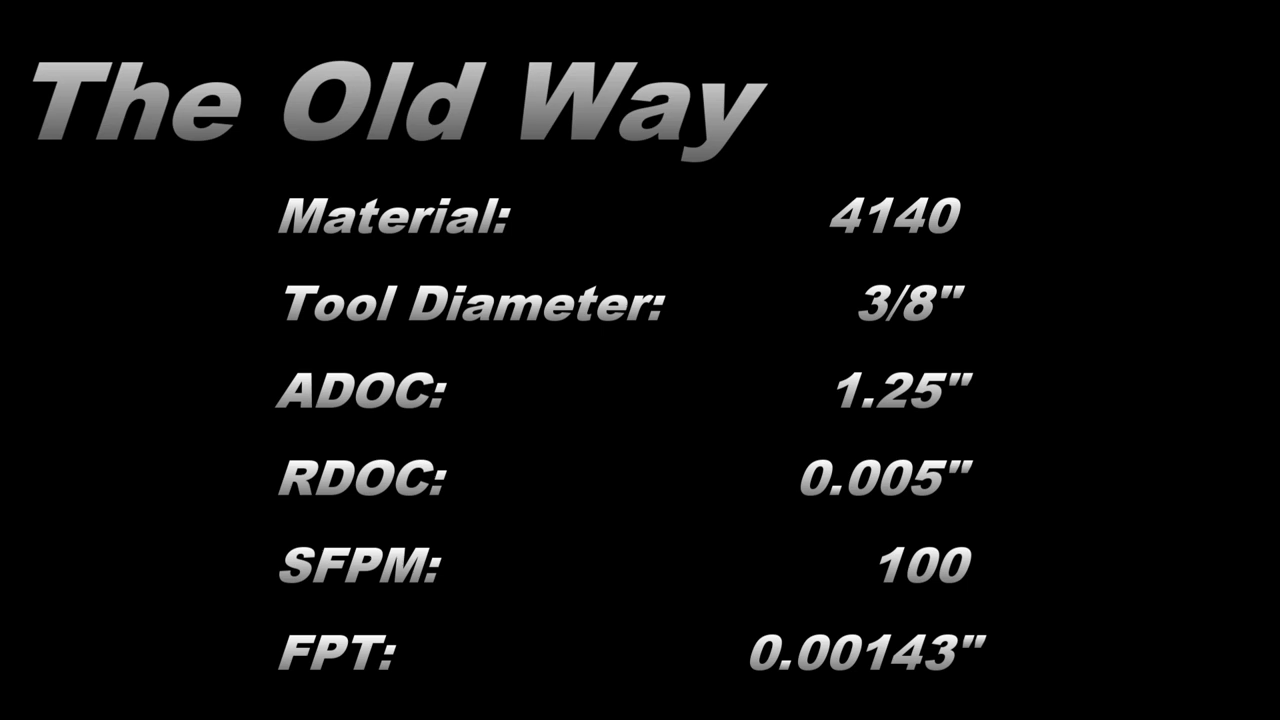 The Old Way
Material: 4140
Tool Diameter: 3/8"
ADOC: 1.25"
RDOC: 0.005"
SFPM: 100
FPT: 0.00143"